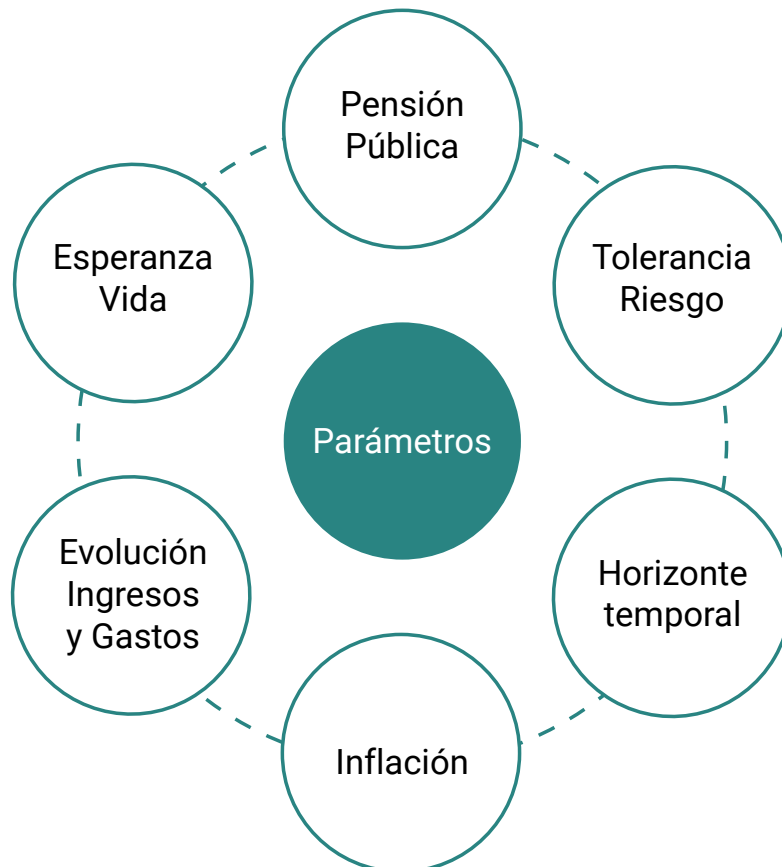 Pensión
Pública
Esperanza
Vida
Tolerancia
Riesgo
Parámetros
Evolución
Ingresos
y Gastos
Horizonte
temporal
Inflación